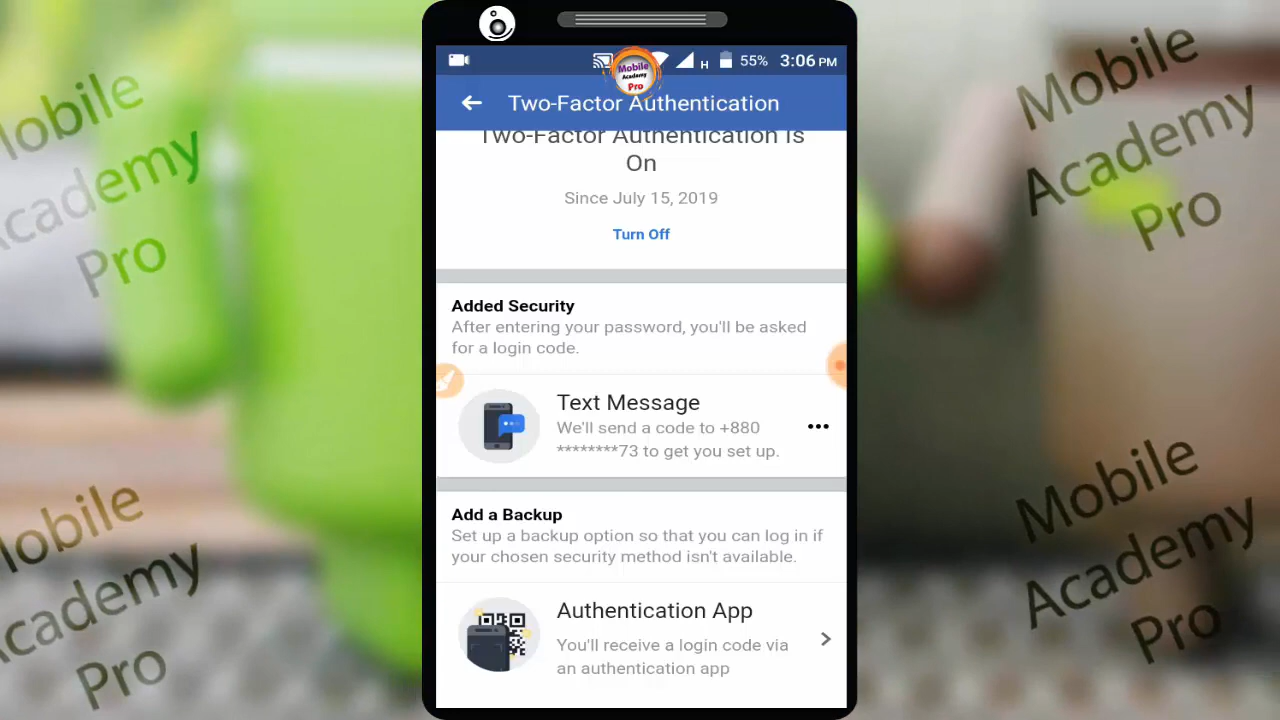 Mobile
Academy
Pro
H
55%
3:06 PM
Two-Factor Authentication
Two-Factor Authentication Is
On
Since July 15, 2019
Turn Off
Added Security
After entering your password, you'll be asked
for a login code.
Text Message
We'll send a code to +880
********73 to get you set up.
Add a Backup
Set up a backup option so that you can log in if
your chosen security method isn't available.
Authentication App
You'll receive a login code via
an authentication app
Mobile
Academy
Pro
Mobile
Academy
Pro
Mobile
Academy
Pro
Mobile
Academy
Pro